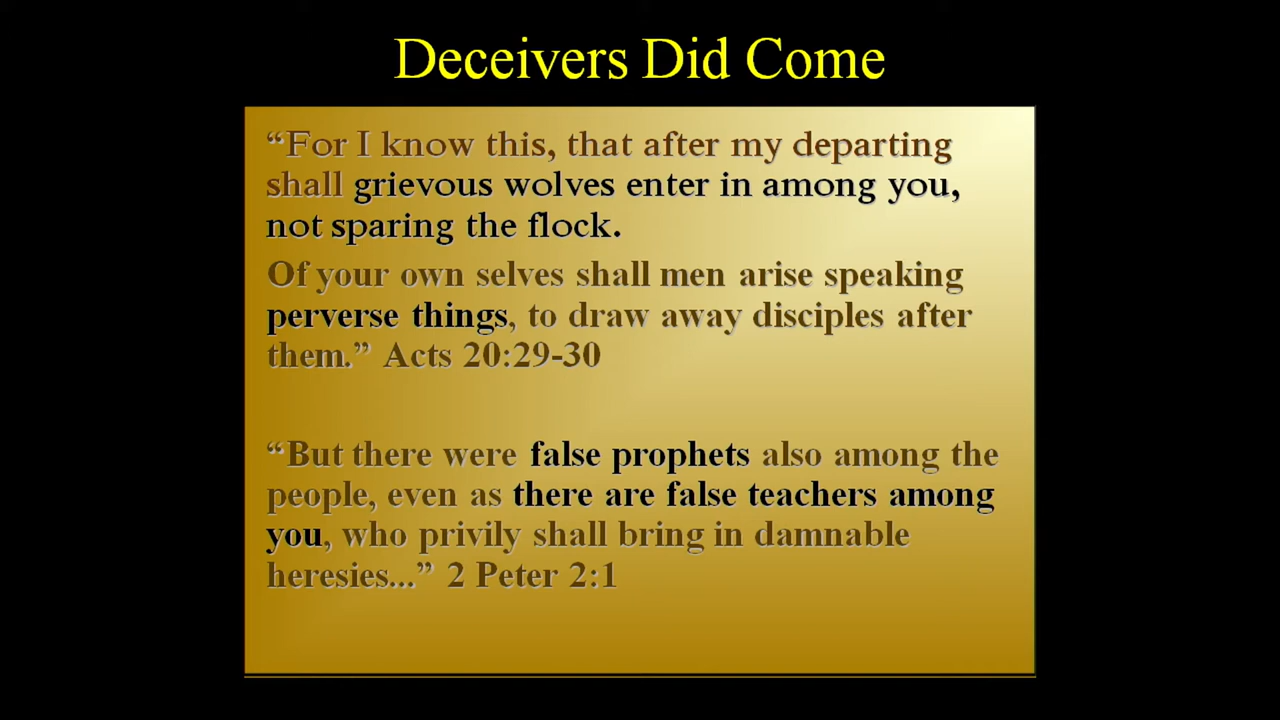 Deceivers Did Come
“For I know this, that after my departing
shall grievous wolves enter in among you,
not sparing the flock.
Of your own selves shall men arise speaking
perverse things, to draw away disciples after
them.” Acts 20:29-30
“But there were false prophets also among the
people, even as there are false teachers among
you, who privily shall bring in damnable
heresies...” 2 Peter 2:1